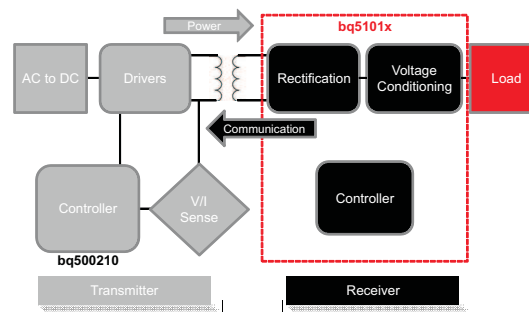 Power
bq5101x
AC to DC
Drivers
Rectification
Voltage
Conditioning
Load
Communication
Controller
V/I
Sense
Controller
bq500210
Transmitter
Receiver